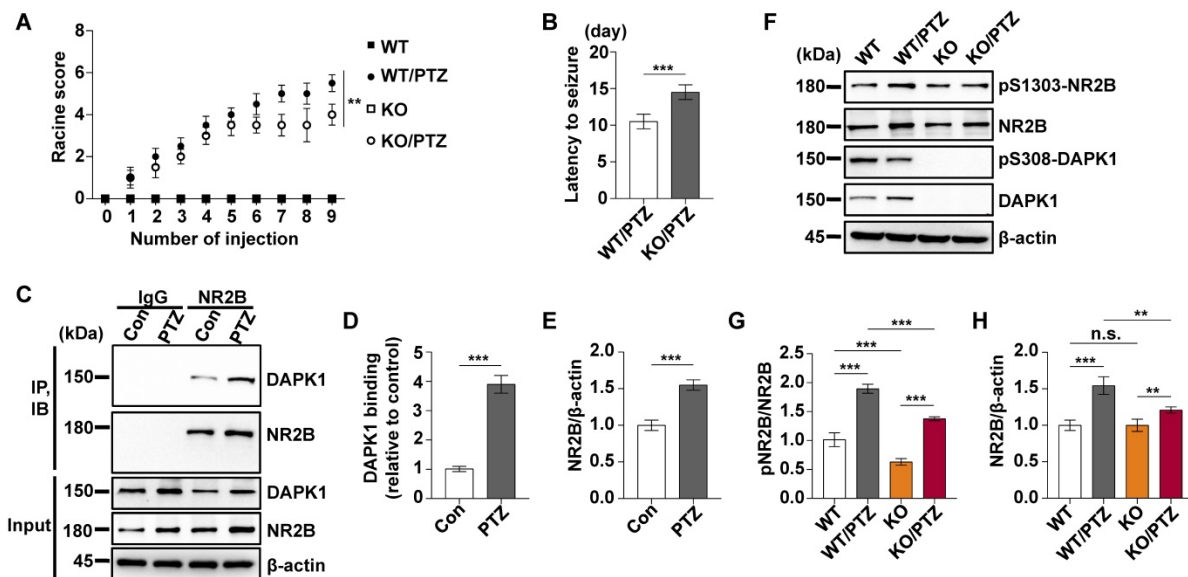 A
Racine score
8
6
4
2
0
0 1 2 3 4 5 6 7 8 9
Number of injection
WT
WT/PTZ
KO
KO/PTZ
**
B
(day)
Latency to seizure
20
15
10
5
0
***
WT/PTZ
KO/PTZ
C
IgG
NR2B
(kDa)
Con
PTZ
Con
PTZ
IP,
IB
150
DAPK1
180
NR2B
Input
150
DAPK1
180
NR2B
45
β-actin
D
DAPK1 binding
(relative to control)
5
4
3
2
1
0
***
Con
PTZ
E
NR2B/β-actin
2.0
1.5
1.0
0.5
0.0
***
Con
PTZ
F
(kDa)
WT
WT/PTZ
KO
KO/PTZ
180
pS1303-NR2B
180
NR2B
150
pS308-DAPK1
150
DAPK1
45
β-actin
G
pNR2B/NR2B
2.5
2.0
1.5
1.0
0.5
0.0
***
***
***
***
WT
WT/PTZ
KO
KO/PTZ
H
NR2B/β-actin
2.0
1.5
1.0
0.5
0.0
**
n.s.
***
**
WT
WT/PTZ
KO
KO/PTZ